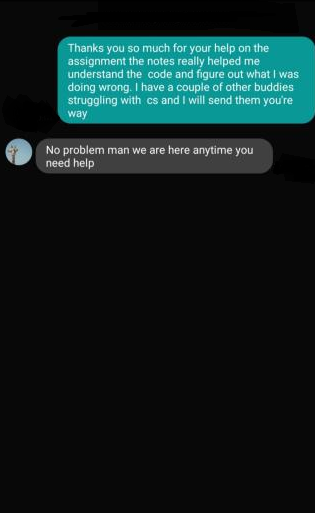 Thanks you so much for your help on the
assignment the notes really helped me
understand the  code and figure out what I was
doing wrong. I have a couple of other buddies
struggling with  cs and I will send them you're
way
No problem man we are here anytime you
need help